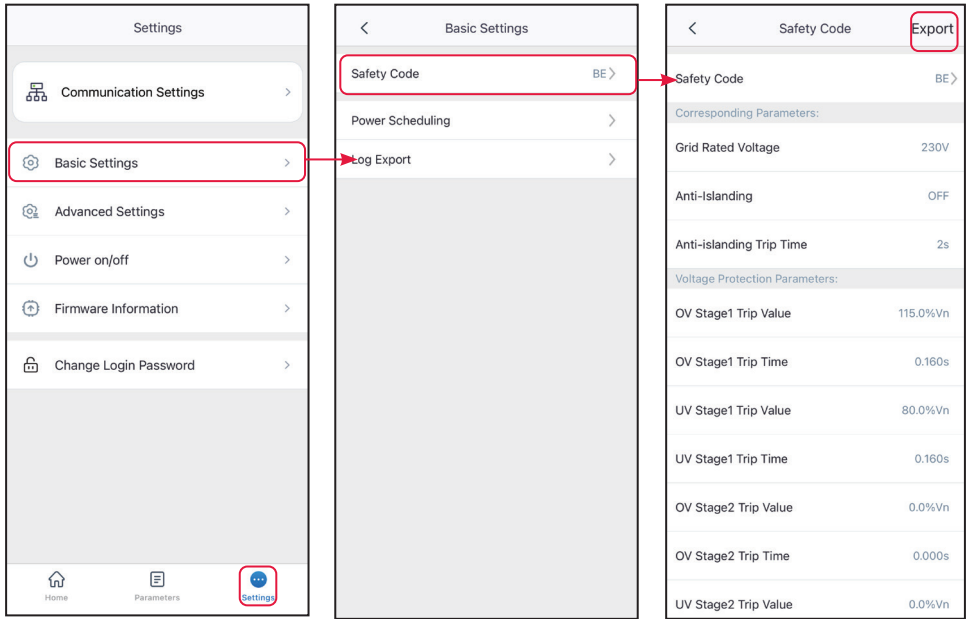 Settings
Communication Settings
Basic Settings
Advanced Settings
Power on/off
Firmware Information
Change Login Password
Home
Parameters
Settings
Basic Settings
Safety Code BE
Power Scheduling
Log Export
Safety Code Export
Safety Code BE
Corresponding Parameters:
Grid Rated Voltage 230V
Anti-Islanding OFF
Anti-islanding Trip Time 2s
Voltage Protection Parameters:
OV Stage1 Trip Value 115.0%Vn
OV Stage1 Trip Time 0.160s
UV Stage1 Trip Value 80.0%Vn
UV Stage1 Trip Time 0.160s
OV Stage2 Trip Value 0.0%Vn
OV Stage2 Trip Time 0.000s
UV Stage2 Trip Value 0.0%Vn